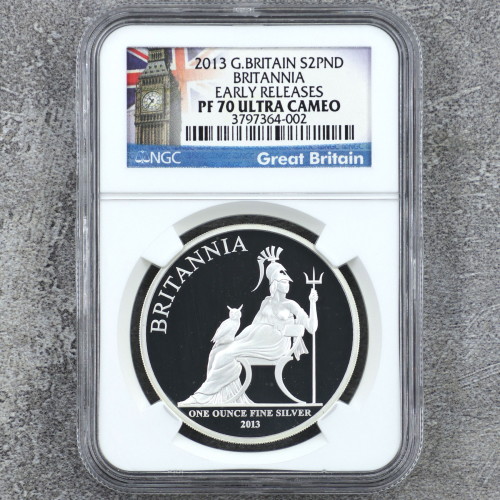 2013 G.BRITAIN S2PND
BRITANNIA
EARLY RELEASES
PF 70 ULTRA CAMEO
3797364-002
NGC
Great Britain
BRITANNIA
ONE OUNCE FINE SILVER
2013